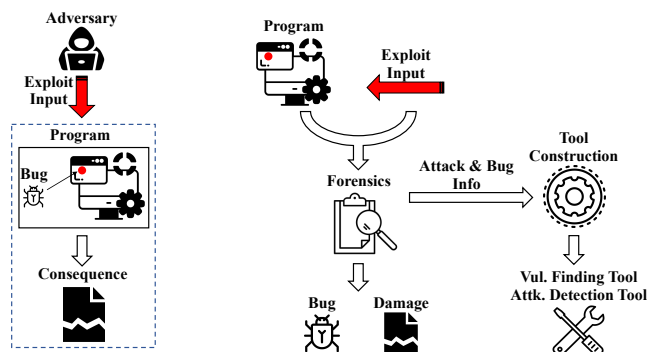 Adversary
Exploit
Input
Program
Bug
Consequence
Program
Exploit
Input
Forensics
Attack & Bug
Info
Tool
Construction
Bug
Damage
Vul. Finding Tool
Attk. Detection Tool